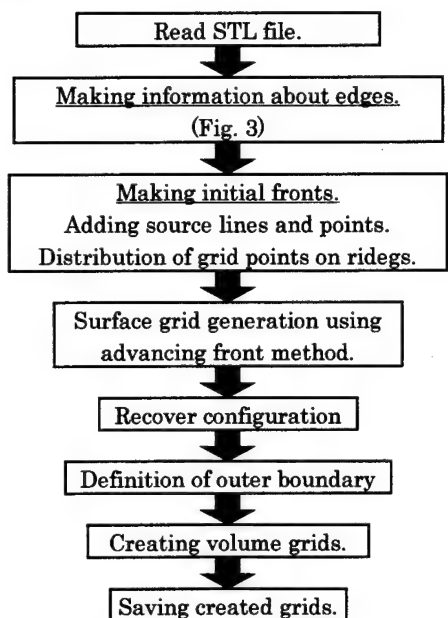 Read STL file.
Making information about edges.
(Fig. 3)
Making initial fronts.
Adding source lines and points.
Distribution of grid points on ridegs.
Surface grid generation using
advancing front method.
Recover configuration
Definition of outer boundary
Creating volume grids.
Saving created grids.